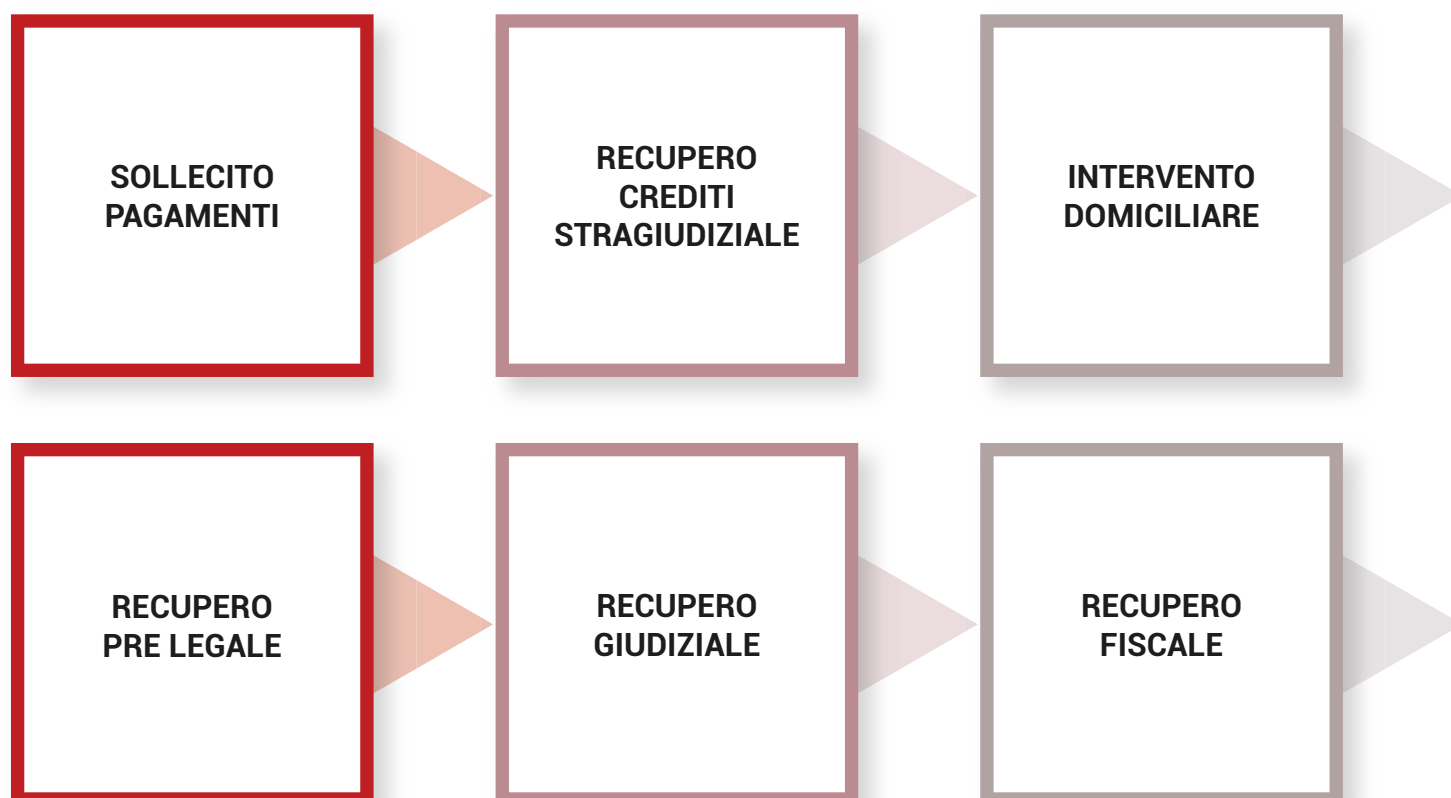 SOLLECITO
PAGAMENTI
RECUPERO
CREDITI
STRAGIUDIZIALE
INTERVENTO
DOMICILIARE
RECUPERO
PRE LEGALE
RECUPERO
GIUDIZIALE
RECUPERO
FISCALE